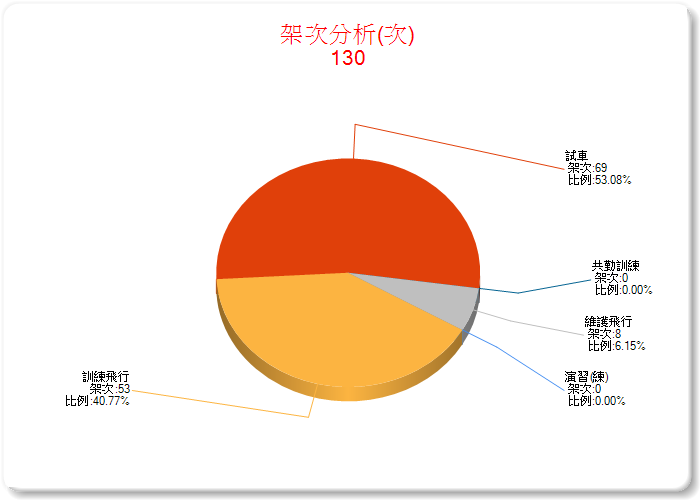 架次分析(次)
130
試車
架次:69
比例:53.08%
共勤訓練
架次:0
比例:0.00%
維護飛行
架次:8
比例:6.15%
演習(練)
架次:0
比例:0.00%
訓練飛行
架次:53
比例:40.77%